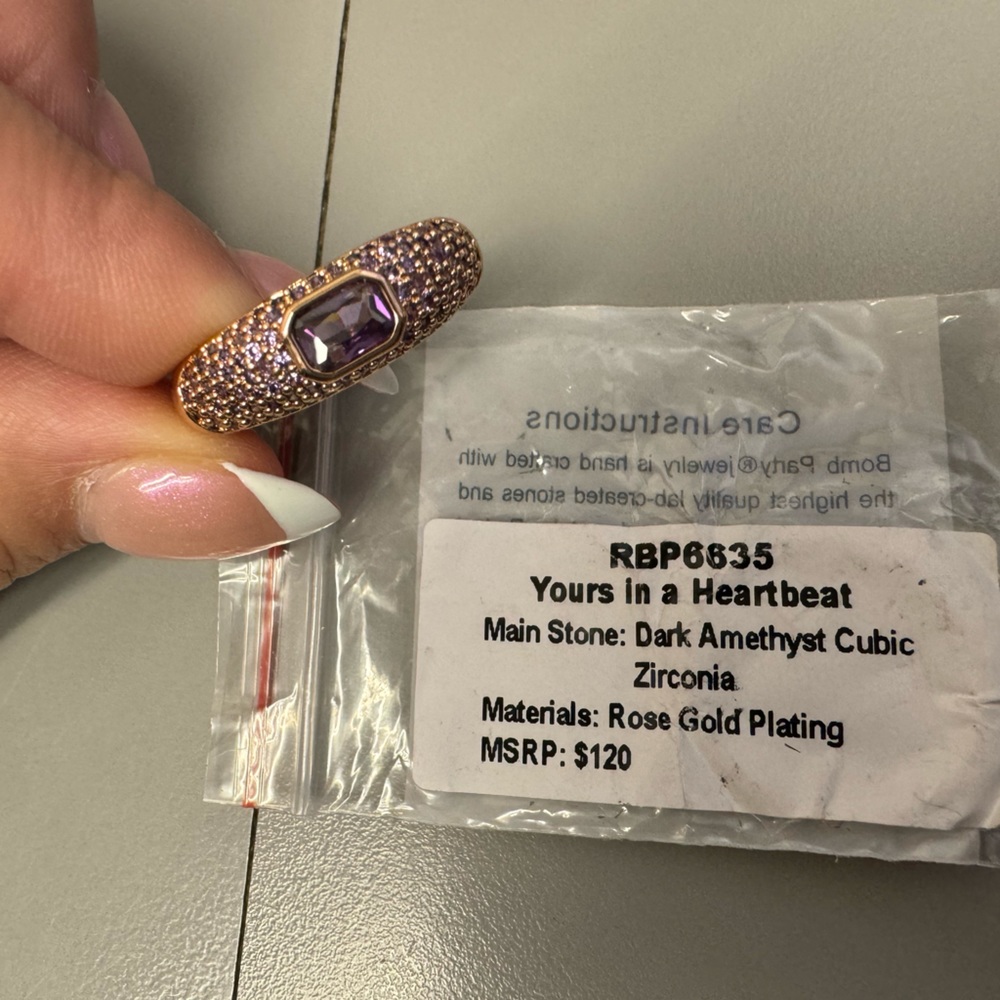 Care Instructions
Bomb Party® jewelry is hand crafted with
the highest quality lab-created stones and
RBP6635
Yours in a Heartbeat
Main Stone: Dark Amethyst Cubic
Zirconia
Materials: Rose Gold Plating
MSRP: $120